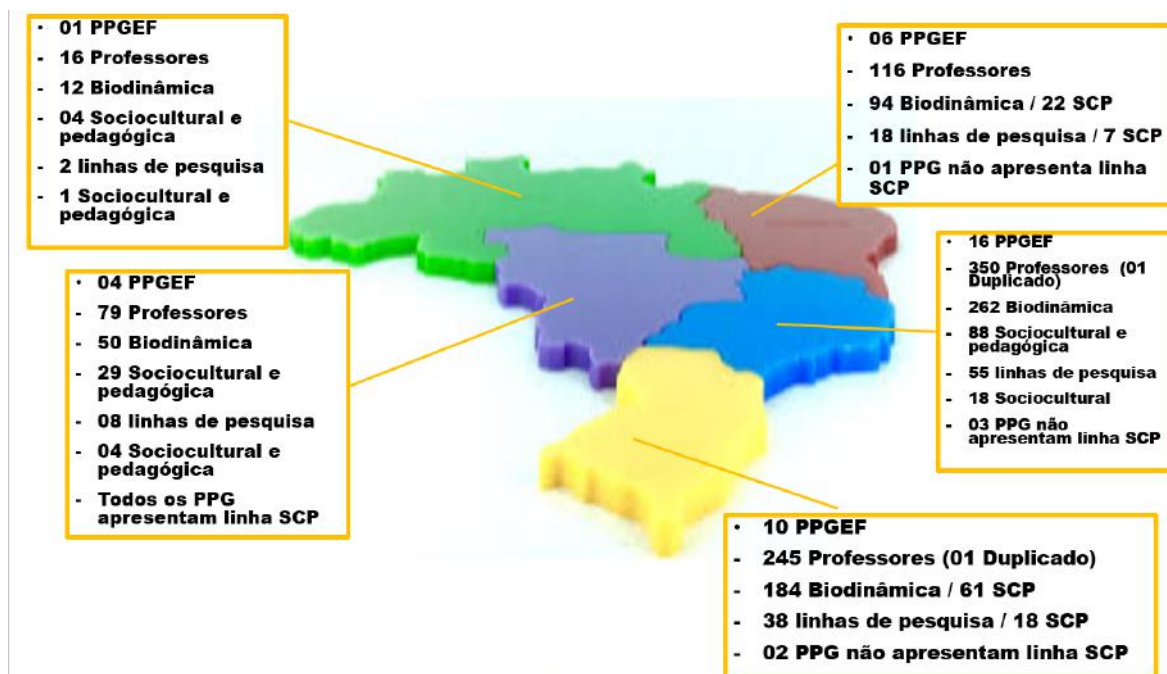 · 01 PPGEF
- 16 Professores
- 12 Biodinâmica
- 04 Sociocultural e
pedagógica
- 2 linhas de pesquisa
- 1 Sociocultural e
pedagógica
· 06 PPGEF
- 116 Professores
- 94 Biodinâmica / 22 SCP
- 18 linhas de pesquisa / 7 SCP
- 01 PPG não apresenta linha
SCP
· 04 PPGEF
- 79 Professores
- 50 Biodinâmica
- 29 Sociocultural e
pedagógica
- 08 linhas de pesquisa
- 04 Sociocultural e
pedagógica
- Todos os PPG
apresentam linha SCP
· 16 PPGEF
- 350 Professores (01
Duplicado)
- 262 Biodinâmica
- 88 Sociocultural e
pedagógica
- 55 linhas de pesquisa
- 18 Sociocultural
- 03 PPG não
apresentam linha SCP
· 10 PPGEF
- 245 Professores (01 Duplicado)
- 184 Biodinâmica / 61 SCP
- 38 linhas de pesquisa / 18 SCP
- 02 PPG não apresentam linha SCP